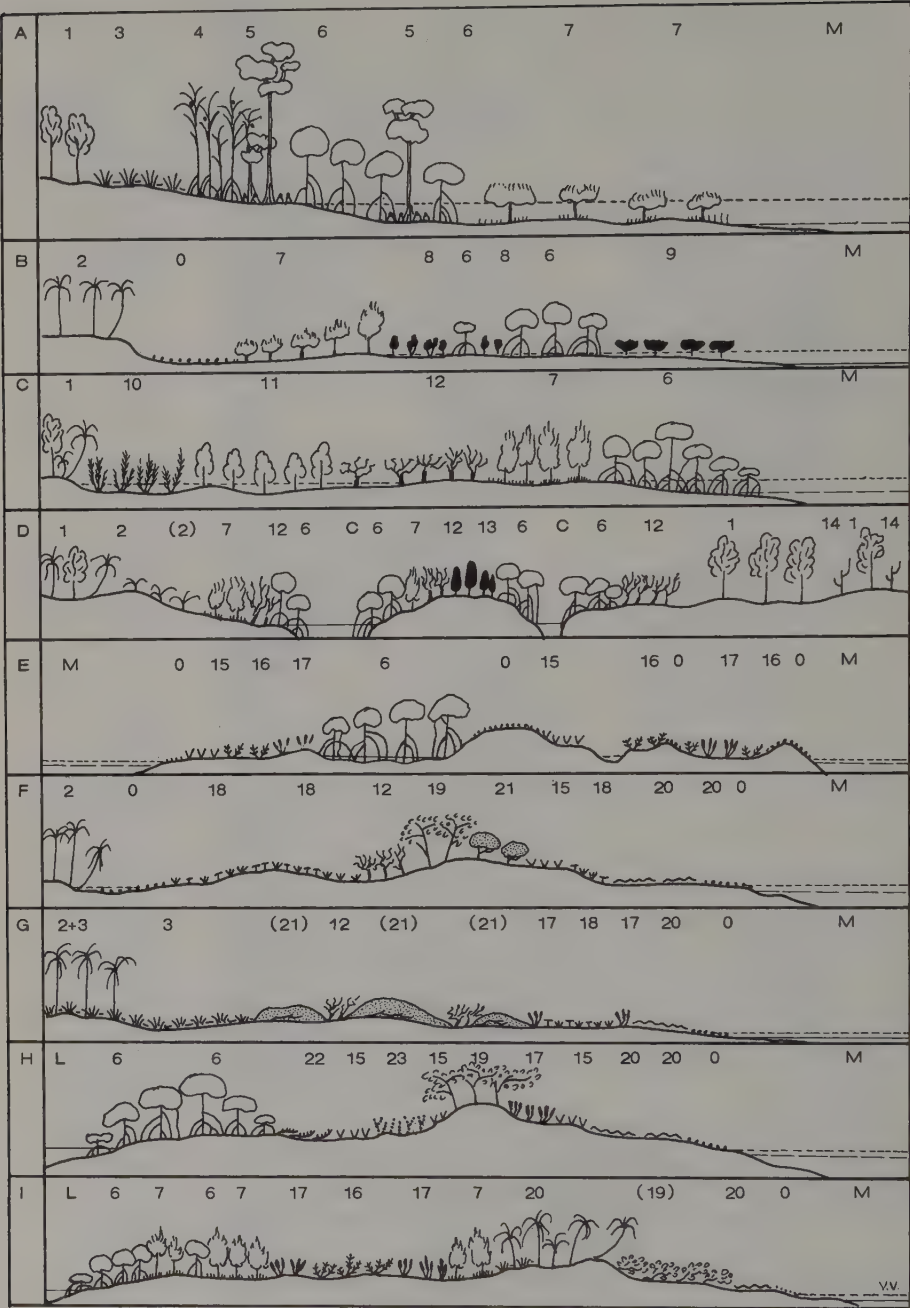 A 1 3 4 5 6 5 6 7 7 M
B 2 0 7 8 6 8 6 9 M
C 1 10 11 12 7 6 M
D 1 2 (2) 7 12 6 C 6 7 12 13 6 C 6 12 1 14 1 14
E M 0 15 16 17 6 0 15 16 0 17 16 0 M
F 2 0 18 18 12 19 21 15 18 20 20 0 M
G 2+3 3 (21) 12 (21) (21) 17 18 17 20 0 M
H L 6 6 22 15 23 15 19 17 15 20 20 0 M
I L 6 7 6 7 17 16 17 7 20 (19) 20 0 M
V.V.